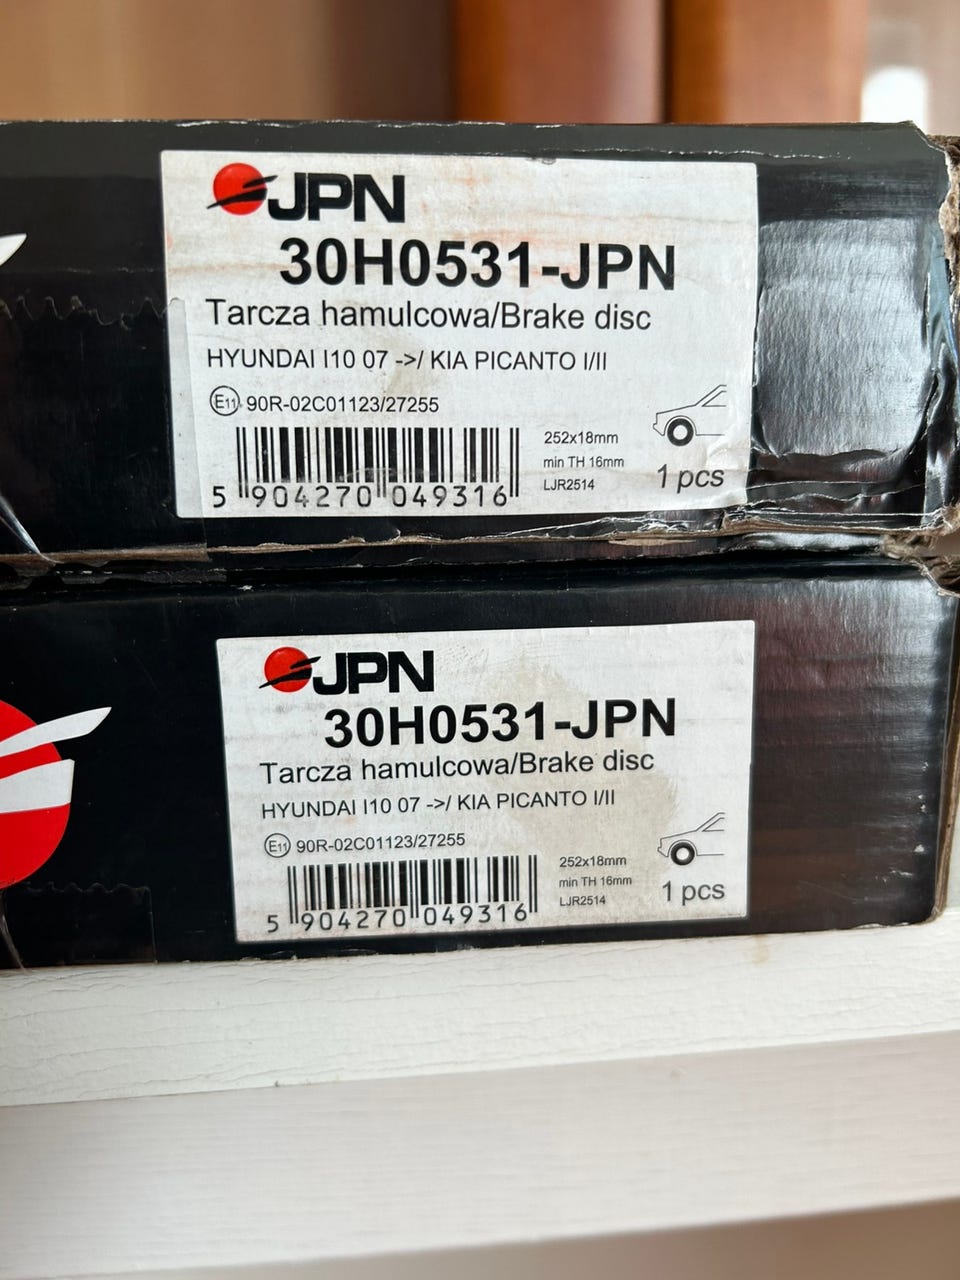 JPN
30H0531-JPN
Tarcza hamulcowa/Brake disc
HYUNDAI I10 07 ->/ KIA PICANTO I/II
E11 90R-02C01123/27255
252x18mm
min TH 16mm
LJR2514
1 pcs
5 904270 049316
JPN
30H0531-JPN
Tarcza hamulcowa/Brake disc
HYUNDAI I10 07 ->/ KIA PICANTO I/II
E11 90R-02C01123/27255
252x18mm
min TH 16mm
LJR2514
1 pcs
5 904270 049316